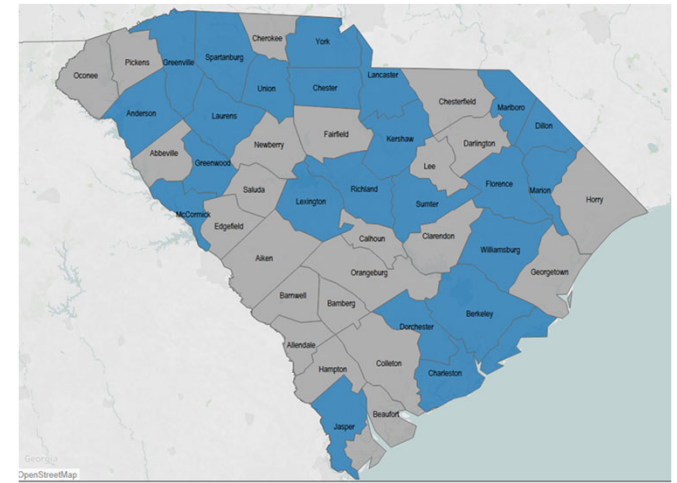 Cherokee
York
Pickens
Greenville
Spartanburg
Oconee
Lancaster
Union
Chester
Chesterfield
Marlboro
Anderson
Laurens
Dillon
Fairfield
Kershaw
Newberry
Darlington
Abbeville
Greenwood
Lee
Saluda
Richland
Florence
Marion
Lexington
Sumter
Horry
McCormick
Edgefield
Calhoun
Clarendon
Williamsburg
Aiken
Orangeburg
Georgetown
Barnwell
Bamberg
Berkeley
Dorchester
Allendale
Colleton
Hampton
Charleston
Beaufort
Jasper
Georgia
OpenStreetMap